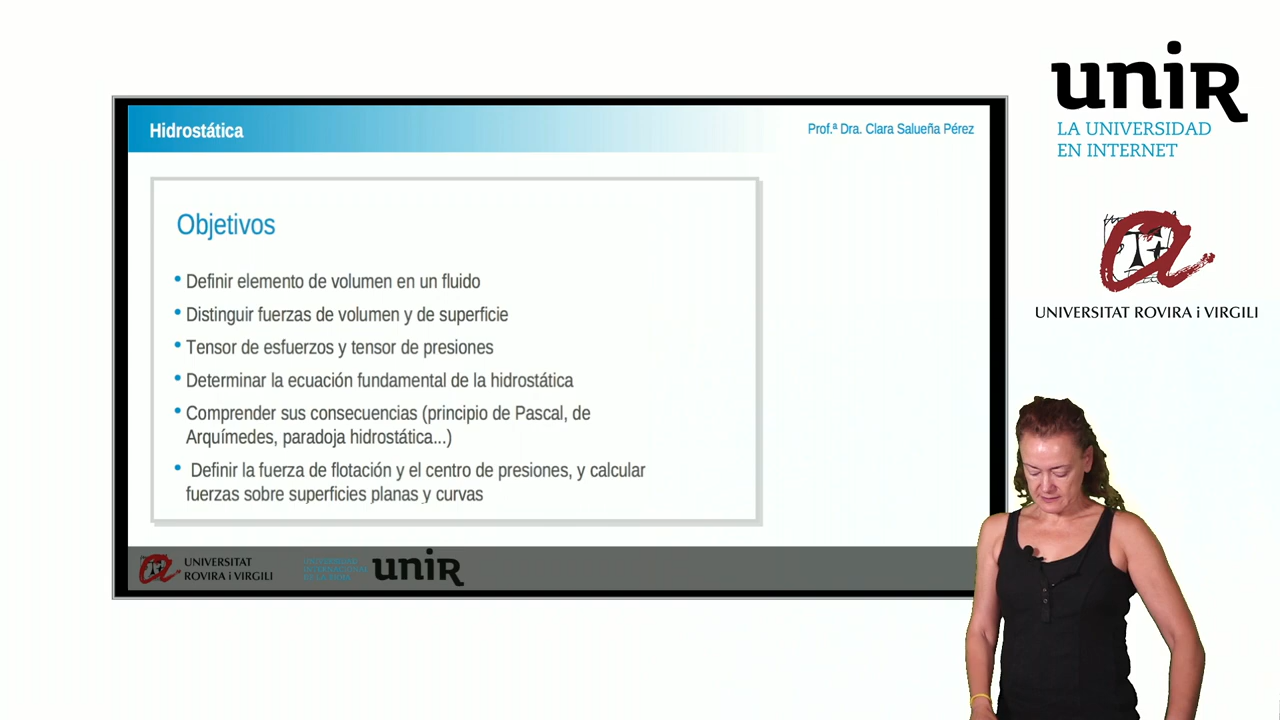 Hidrostática
Prof.ª Dra. Clara Salueña Pérez
Objetivos
• Definir elemento de volumen en un fluido
• Distinguir fuerzas de volumen y de superficie
• Tensor de esfuerzos y tensor de presiones
• Determinar la ecuación fundamental de la hidrostática
• Comprender sus consecuencias (principio de Pascal, de
Arquímedes, paradoja hidrostática...)
• Definir la fuerza de flotación y el centro de presiones, y calcular
fuerzas sobre superficies planas y curvas
UNIVERSITAT
ROVIRA i VIRGILI
unir
unir
LA UNIVERSIDAD
EN INTERNET
UNIVERSITAT ROVIRA i VIRGILI